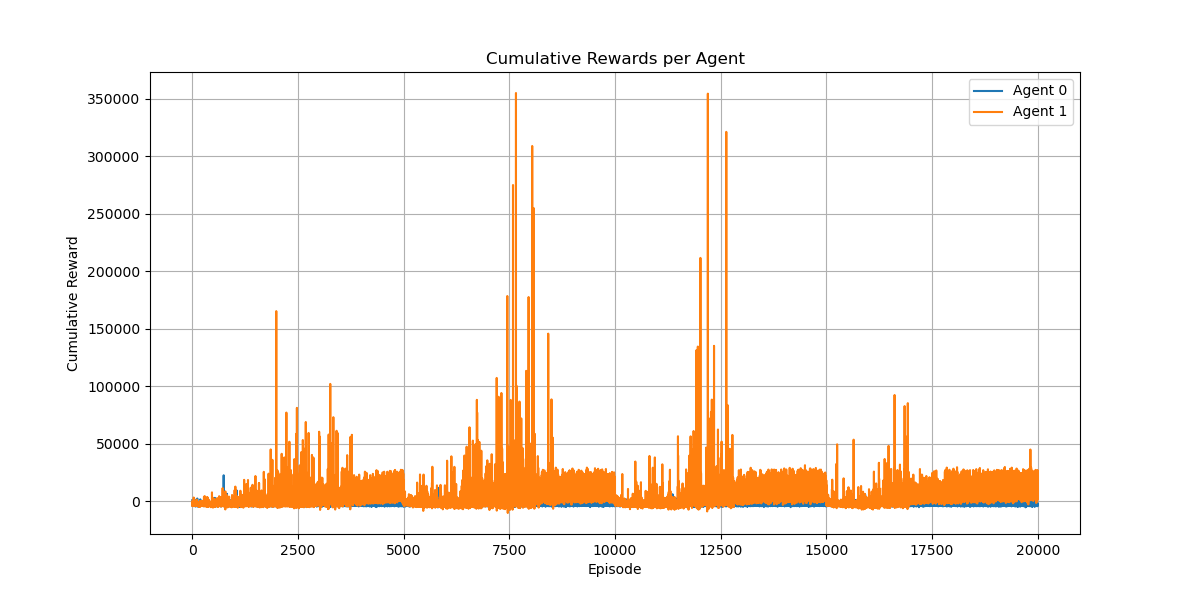 Cumulative Rewards per Agent
Agent 0
Agent 1
Cumulative Reward
350000
300000
250000
200000
150000
100000
50000
0
0 2500 5000 7500 10000 12500 15000 17500 20000
Episode